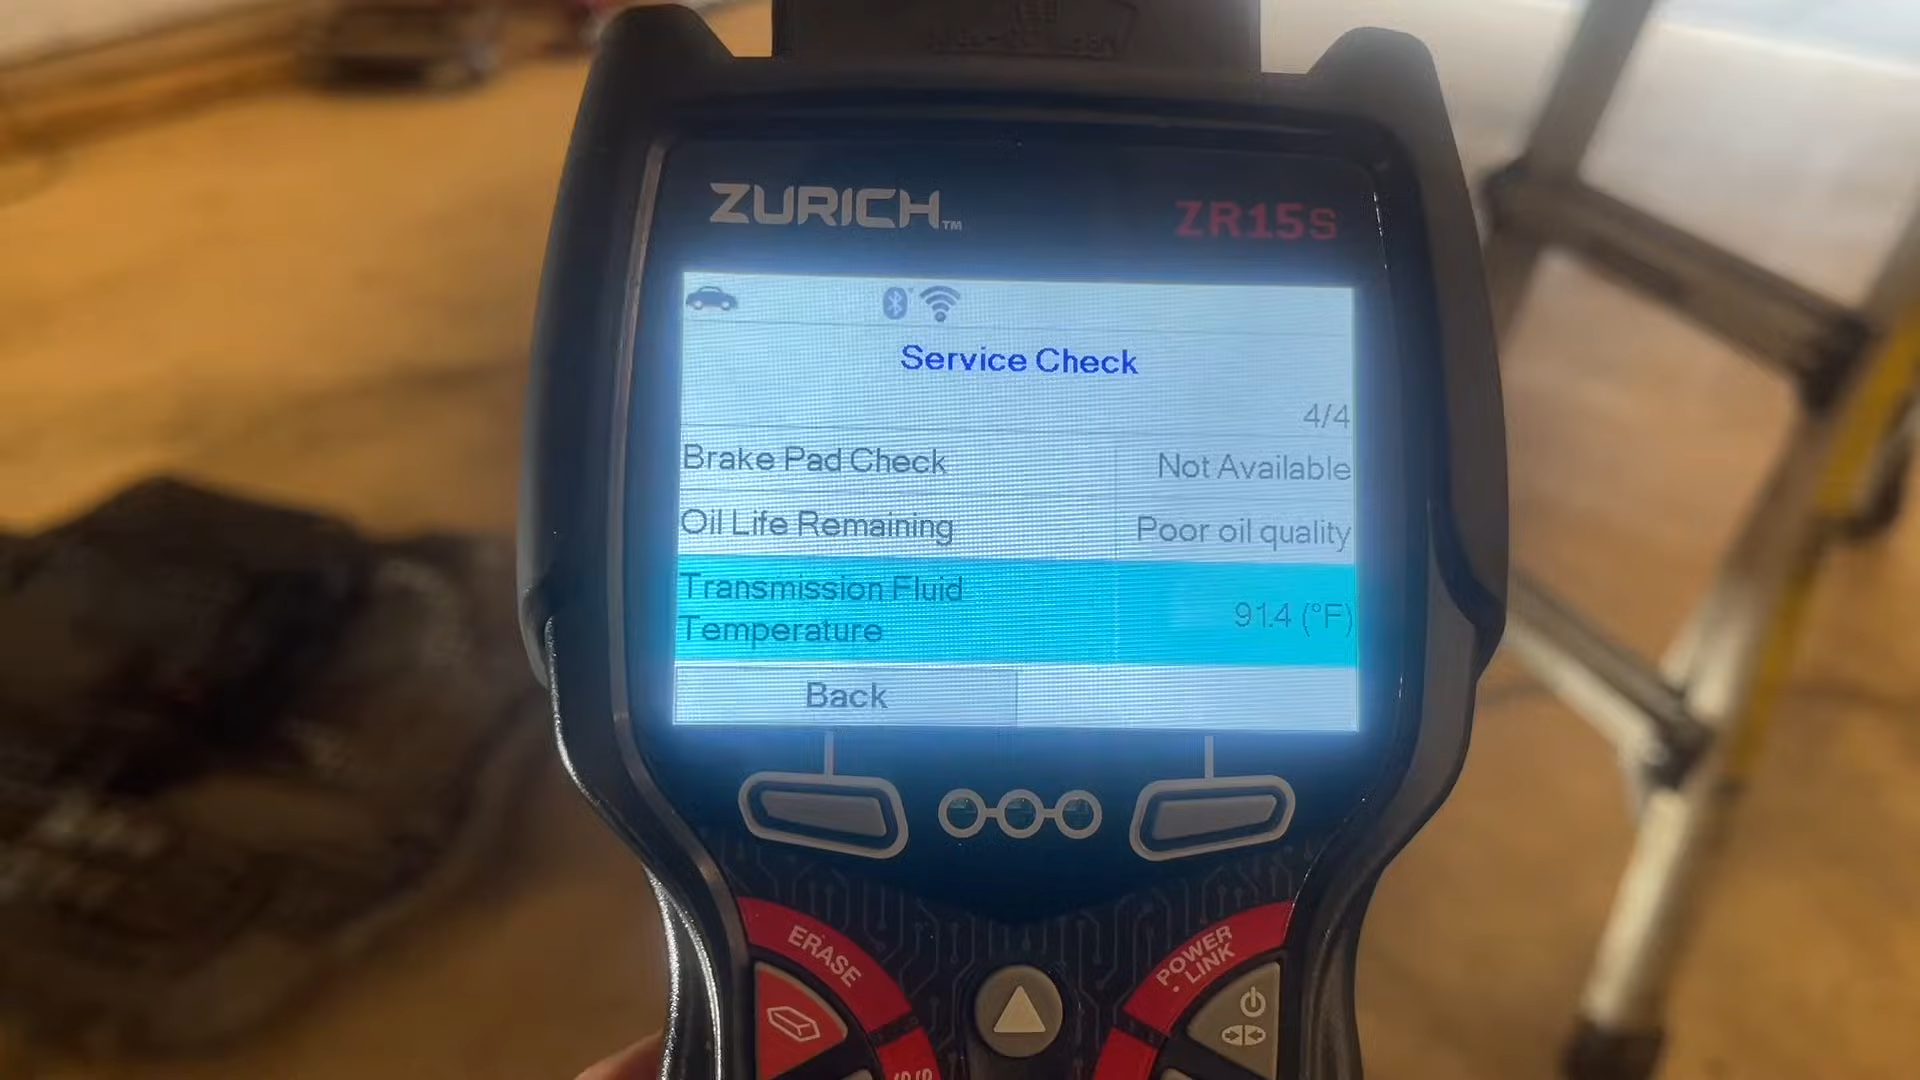 ZURICH™ ZR15S
Service Check
4/4
Brake Pad Check Not Available
Oil Life Remaining Poor oil quality
Transmission Fluid
Temperature 91.4 (°F)
Back
ERASE
POWER
LINK